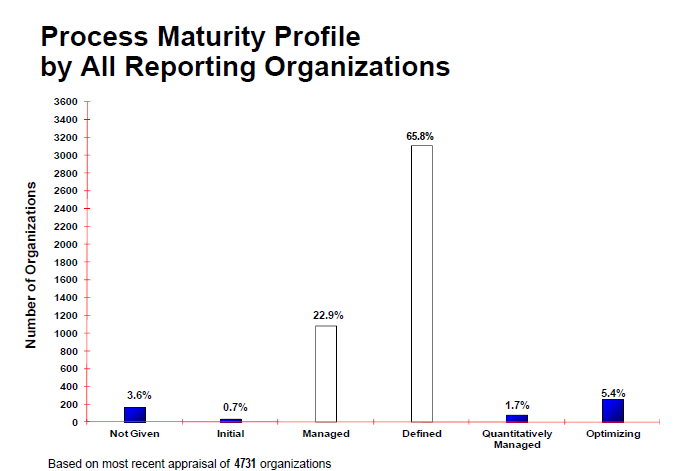 Process Maturity Profile
by All Reporting Organizations
Number of Organizations
3600
3400
3200
3000
2800
2600
2400
2200
2000
1800
1600
1400
1200
1000
800
600
400
200
0
3.6%
0.7%
22.9%
65.8%
1.7%
5.4%
Not Given
Initial
Managed
Defined
Quantitatively
Managed
Optimizing
Based on most recent appraisal of 4731 organizations